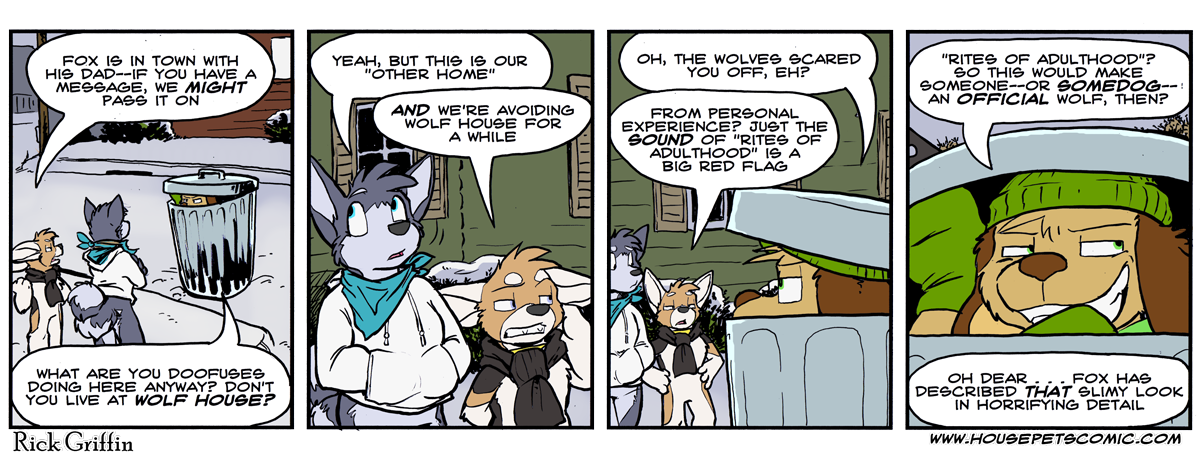 FOX IS IN TOWN WITH
HIS DAD--IF YOU HAVE A
MESSAGE, WE MIGHT
PASS IT ON
WHAT ARE YOU DOOFUSES
DOING HERE ANYWAY? DON'T
YOU LIVE AT WOLF HOUSE?
YEAH, BUT THIS IS OUR
"OTHER HOME"
AND WE'RE AVOIDING
WOLF HOUSE FOR
A WHILE
OH, THE WOLVES SCARED
YOU OFF, EH?
FROM PERSONAL
EXPERIENCE? JUST THE
SOUND OF "RITES OF
ADULTHOOD" IS A
BIG RED FLAG
"RITES OF ADULTHOOD"?
SO THIS WOULD MAKE
SOMEONE--OR SOMEDOG--
AN OFFICIAL WOLF, THEN?
OH DEAR . . . . FOX HAS
DESCRIBED THAT SLIMY LOOK
IN HORRIFYING DETAIL
Rick Griffin
WWW.HOUSEPETSCOMIC.COM